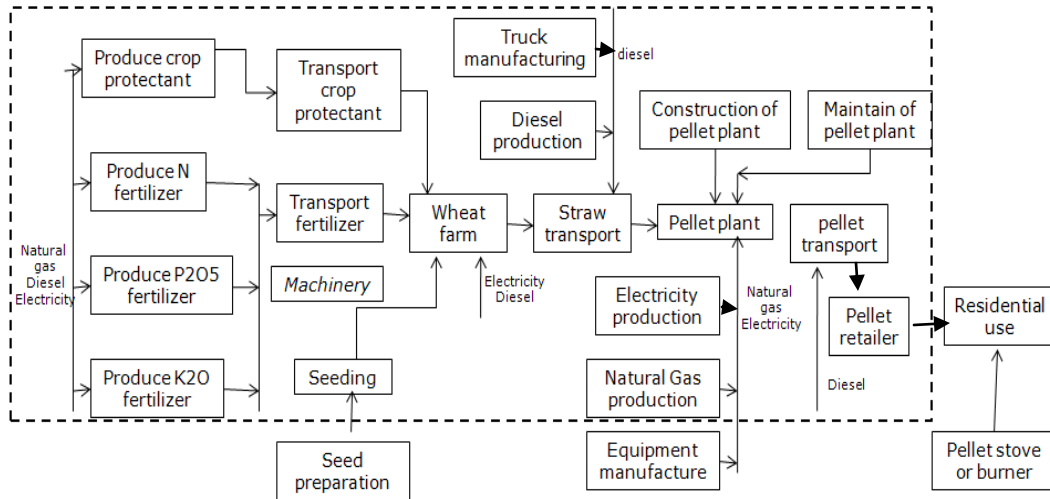 Truck
manufacturing
diesel
Produce crop
protectant
Transport
crop
protectant
Construction of
pellet plant
Maintain of
pellet plant
Diesel
production
Produce N
fertilizer
Transport
fertilizer
Wheat
farm
Straw
transport
Pellet plant
pellet
transport
Natural
gas
Diesel
Electricity
Produce P2O5
fertilizer
Machinery
Electricity
Diesel
Electricity
production
Natural
gas
Electricity
Pellet
retailer
Residential
use
Produce K2O
fertilizer
Seeding
Natural Gas
production
Diesel
Seed
preparation
Equipment
manufacture
Pellet stove
or burner